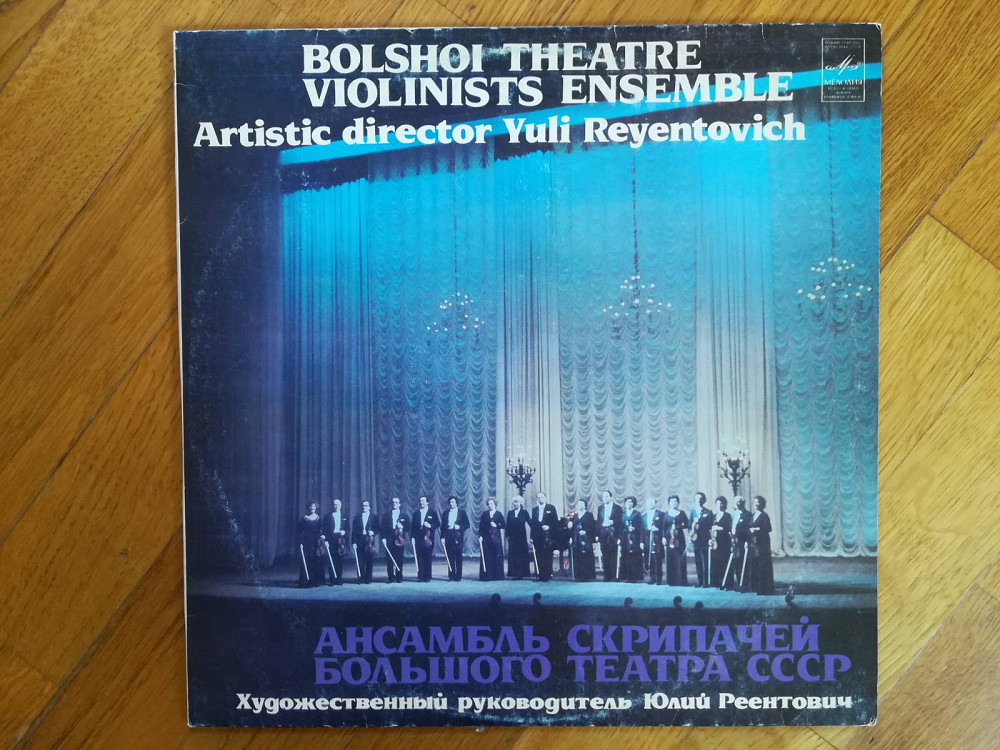 BOLSHOI THEATRE
VIOLINISTS ENSEMBLE
Artistic director Yuli Reyentovich
МЕЛОДИЯ
АНСАМБЛЬ СКРИПАЧЕЙ
БОЛЬШОГО ТЕАТРА СССР
Художественный руководитель Юлий Реентович